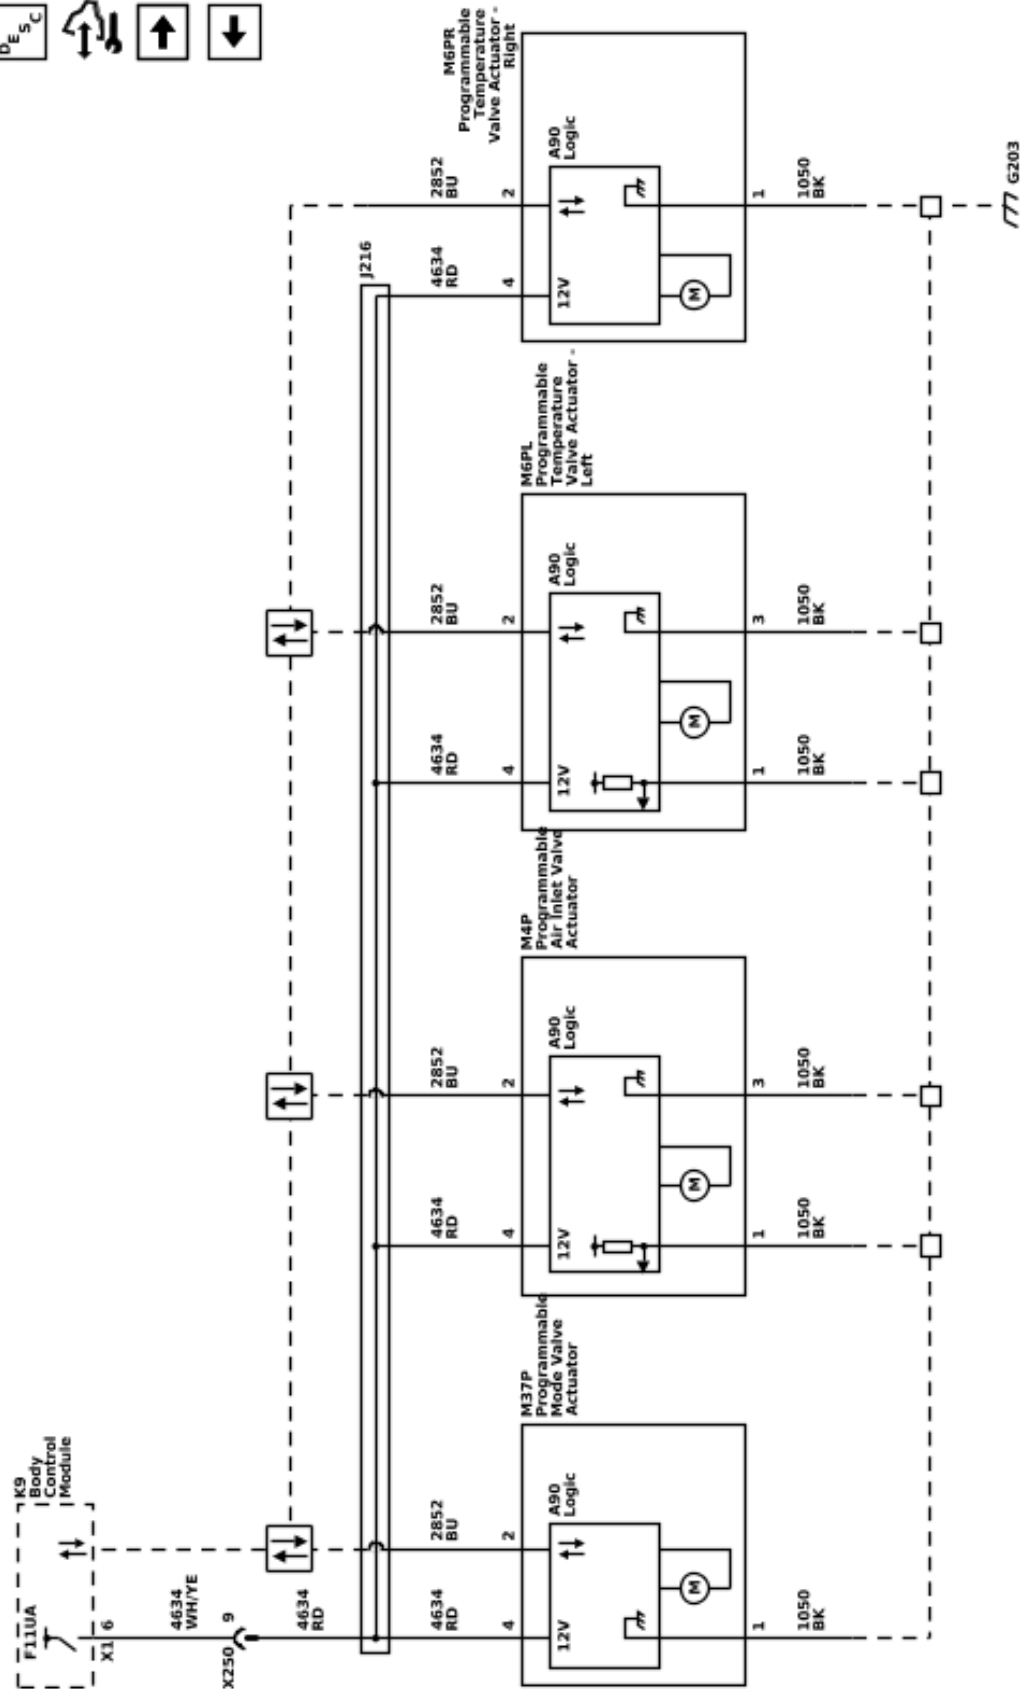 DESC
K9
Body
Control
Module
F11UA
X1
6
4634
WH/YE
X250
9
4634
RD
J216
4634
RD
2852
BU
4
2
M37P
Programmable
Mode Valve
Actuator
A90
Logic
12V
M
1
1050
BK
4634
RD
2852
BU
4
2
M4P
Programmable
Air Inlet Valve
Actuator
A90
Logic
12V
M
1
3
1050
BK
1050
BK
4634
RD
2852
BU
4
2
M6PL
Programmable
Temperature
Valve Actuator -
Left
A90
Logic
12V
M
1
3
1050
BK
1050
BK
4634
RD
2852
BU
4
2
M6PR
Programmable
Temperature
Valve Actuator -
Right
A90
Logic
12V
M
1
1050
BK
G203